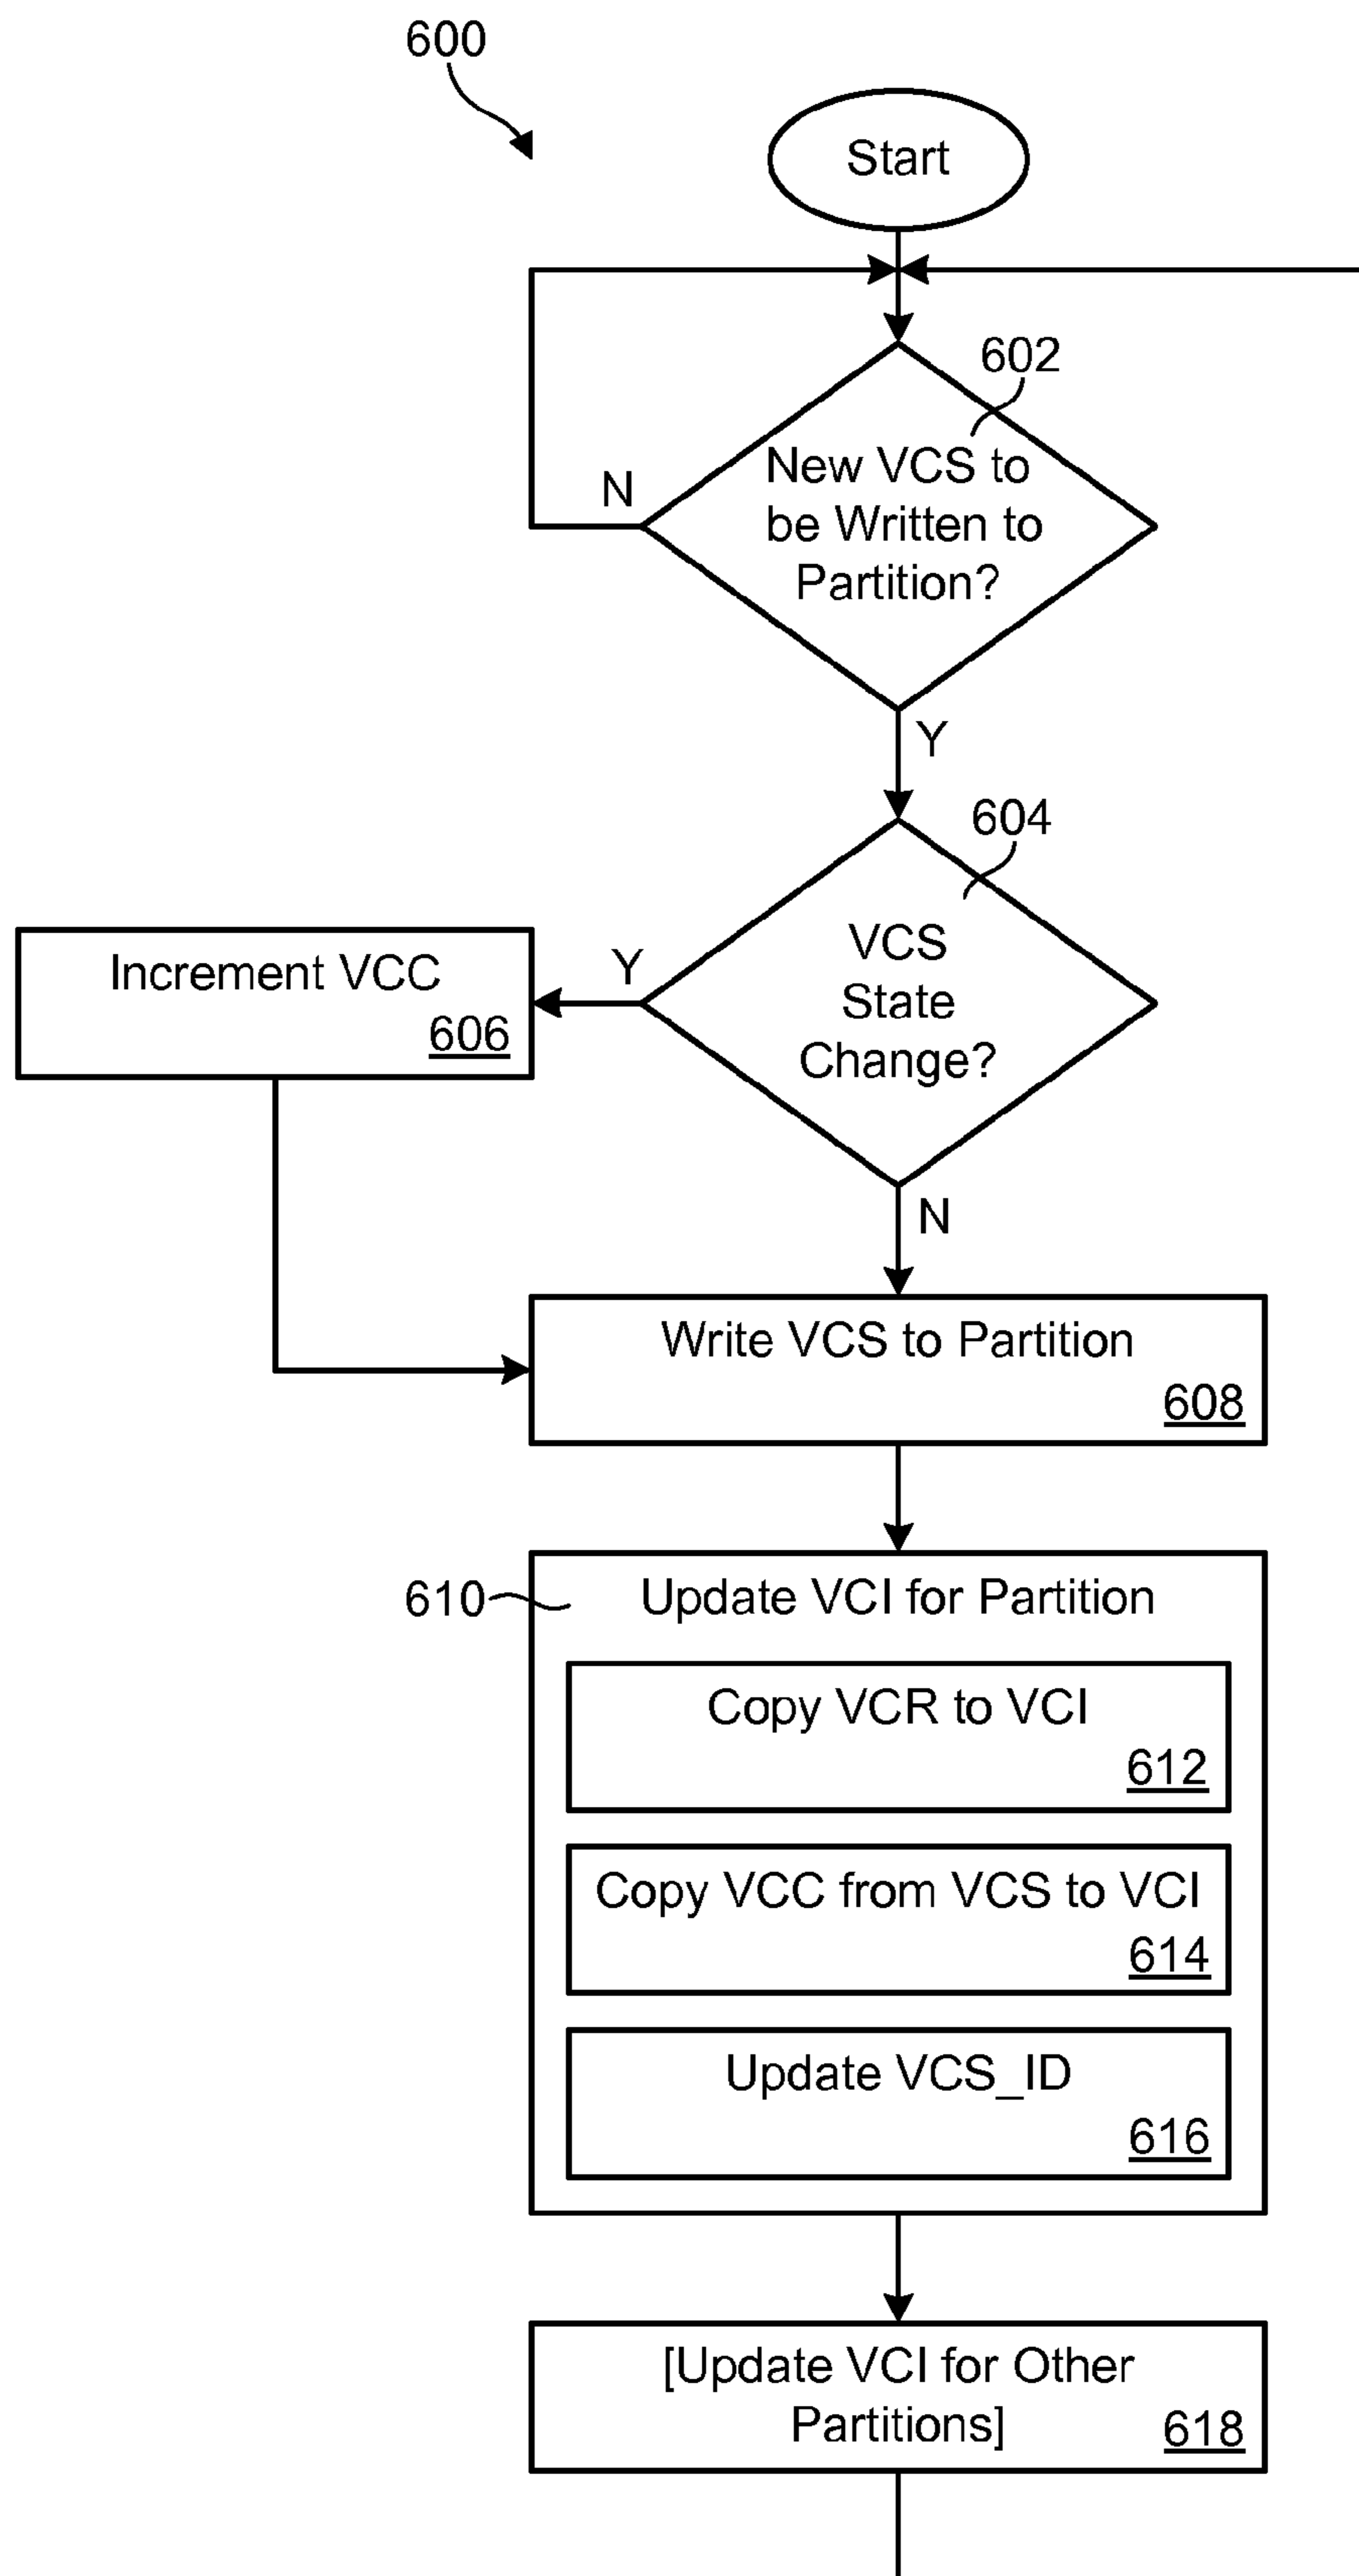 600
Start
602
New VCS to
be Written to
Partition?
N
Y
604
VCS
State
Change?
Y
Increment VCC
606
N
Write VCS to Partition
608
610
Update VCI for Partition
Copy VCR to VCI
612
Copy VCC from VCS to VCI
614
Update VCS_ID
616
[Update VCI for Other
Partitions]
618